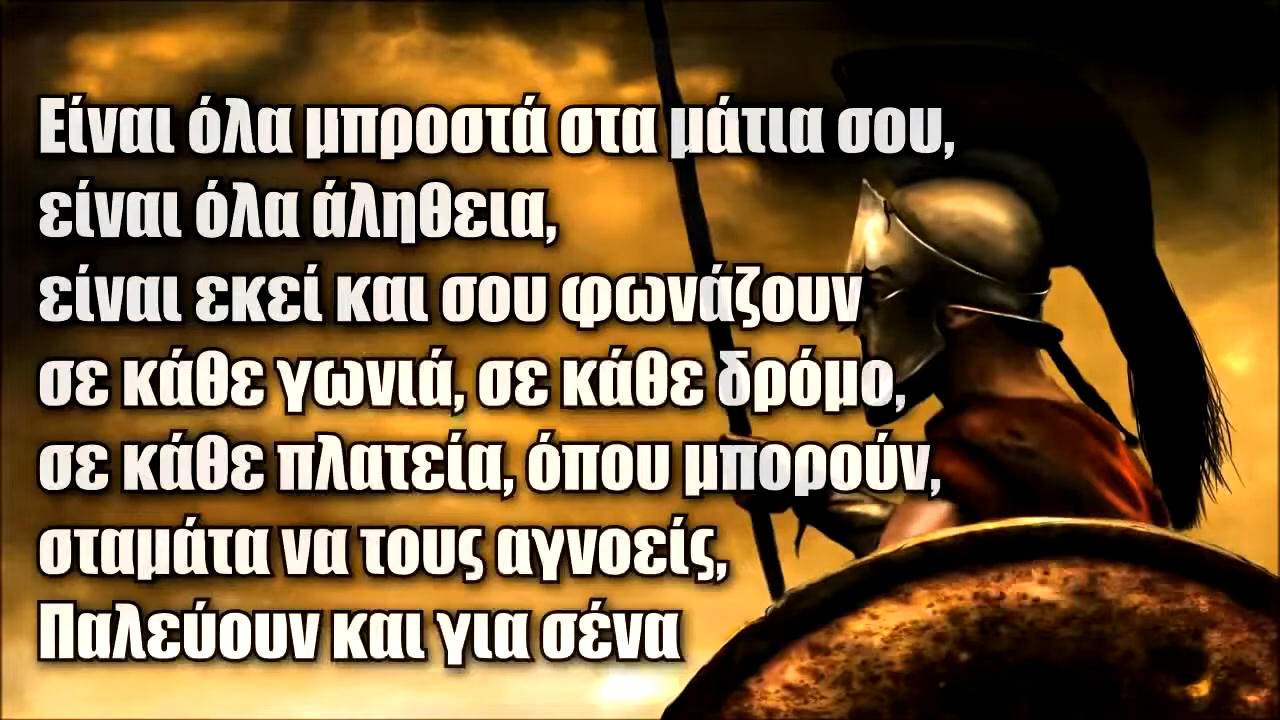 Είναι όλα μπροστά στα μάτια σου,
είναι όλα άληθεια,
είναι εκεί και σου φωνάζουν
σε κάθε γωνιά, σε κάθε δρόμο,
σε κάθε πλατεία, όπου μπορούν,
σταμάτα να τους αγνοείς,
Παλεύουν και για σένα